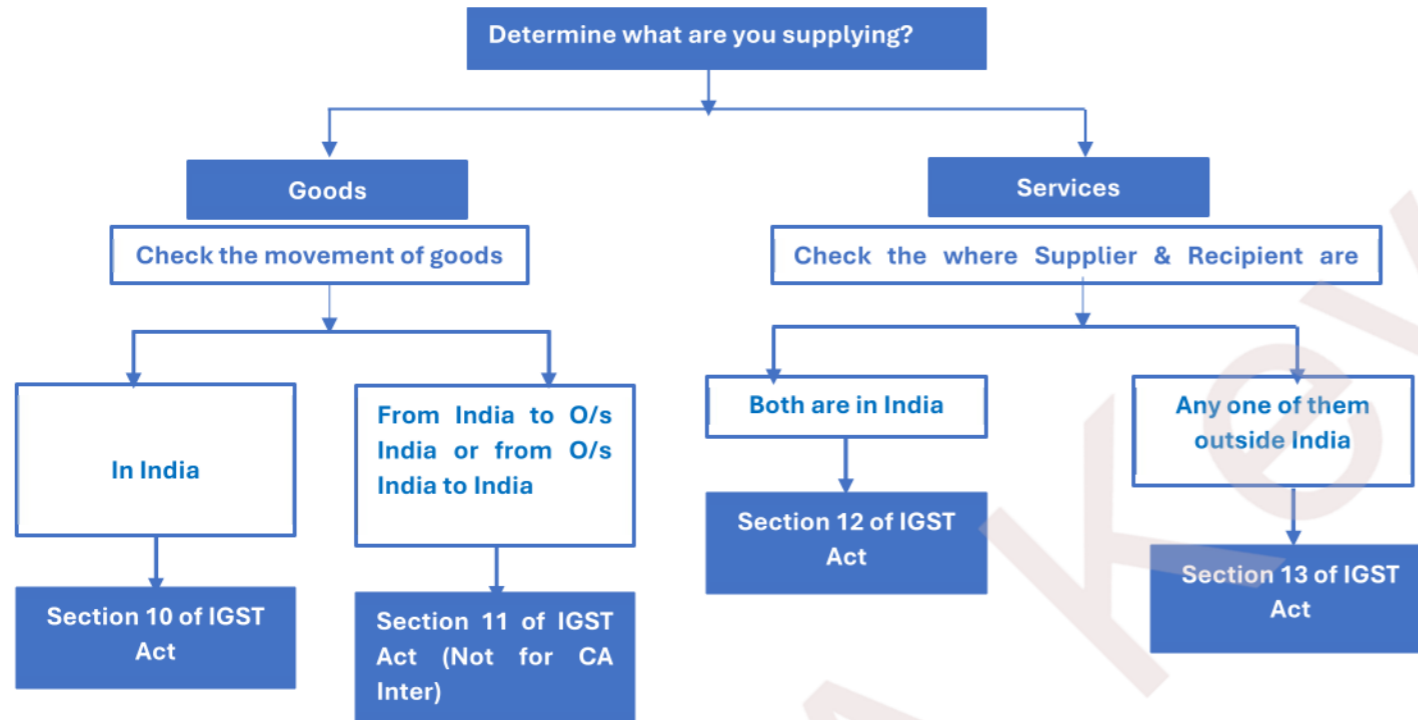 Determine what are you supplying?
Goods
Services
Check the movement of goods
Check the where Supplier & Recipient are
In India
From India to O/s
India or from O/s
India to India
Both are in India
Any one of them
outside India
Section 10 of IGST
Act
Section 11 of IGST
Act (Not for CA
Inter)
Section 12 of IGST
Act
Section 13 of IGST
Act